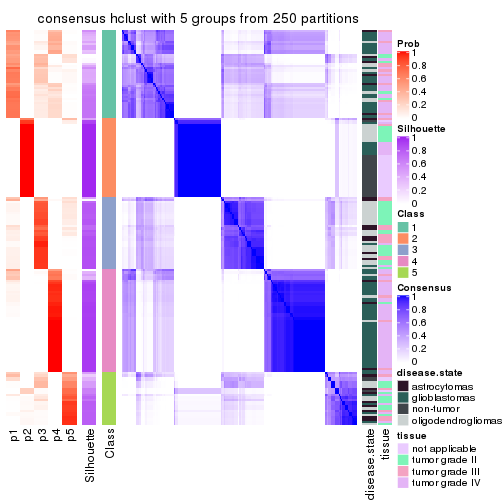 consensus hclust with 5 groups from 250 partitions
Prob
1
0.8
0.6
0.4
0.2
0
Silhouette
1
0.8
0.6
0.4
0.2
0
Class
1
2
3
4
5
Consensus
1
0.8
0.6
0.4
0.2
0
disease.state
astrocytomas
glioblastomas
non-tumor
oligodendrogliomas
tissue
not applicable
tumor grade II
tumor grade III
tumor grade IV
p1
p2
p3
p4
p5
Silhouette
Class
disease.state
tissue